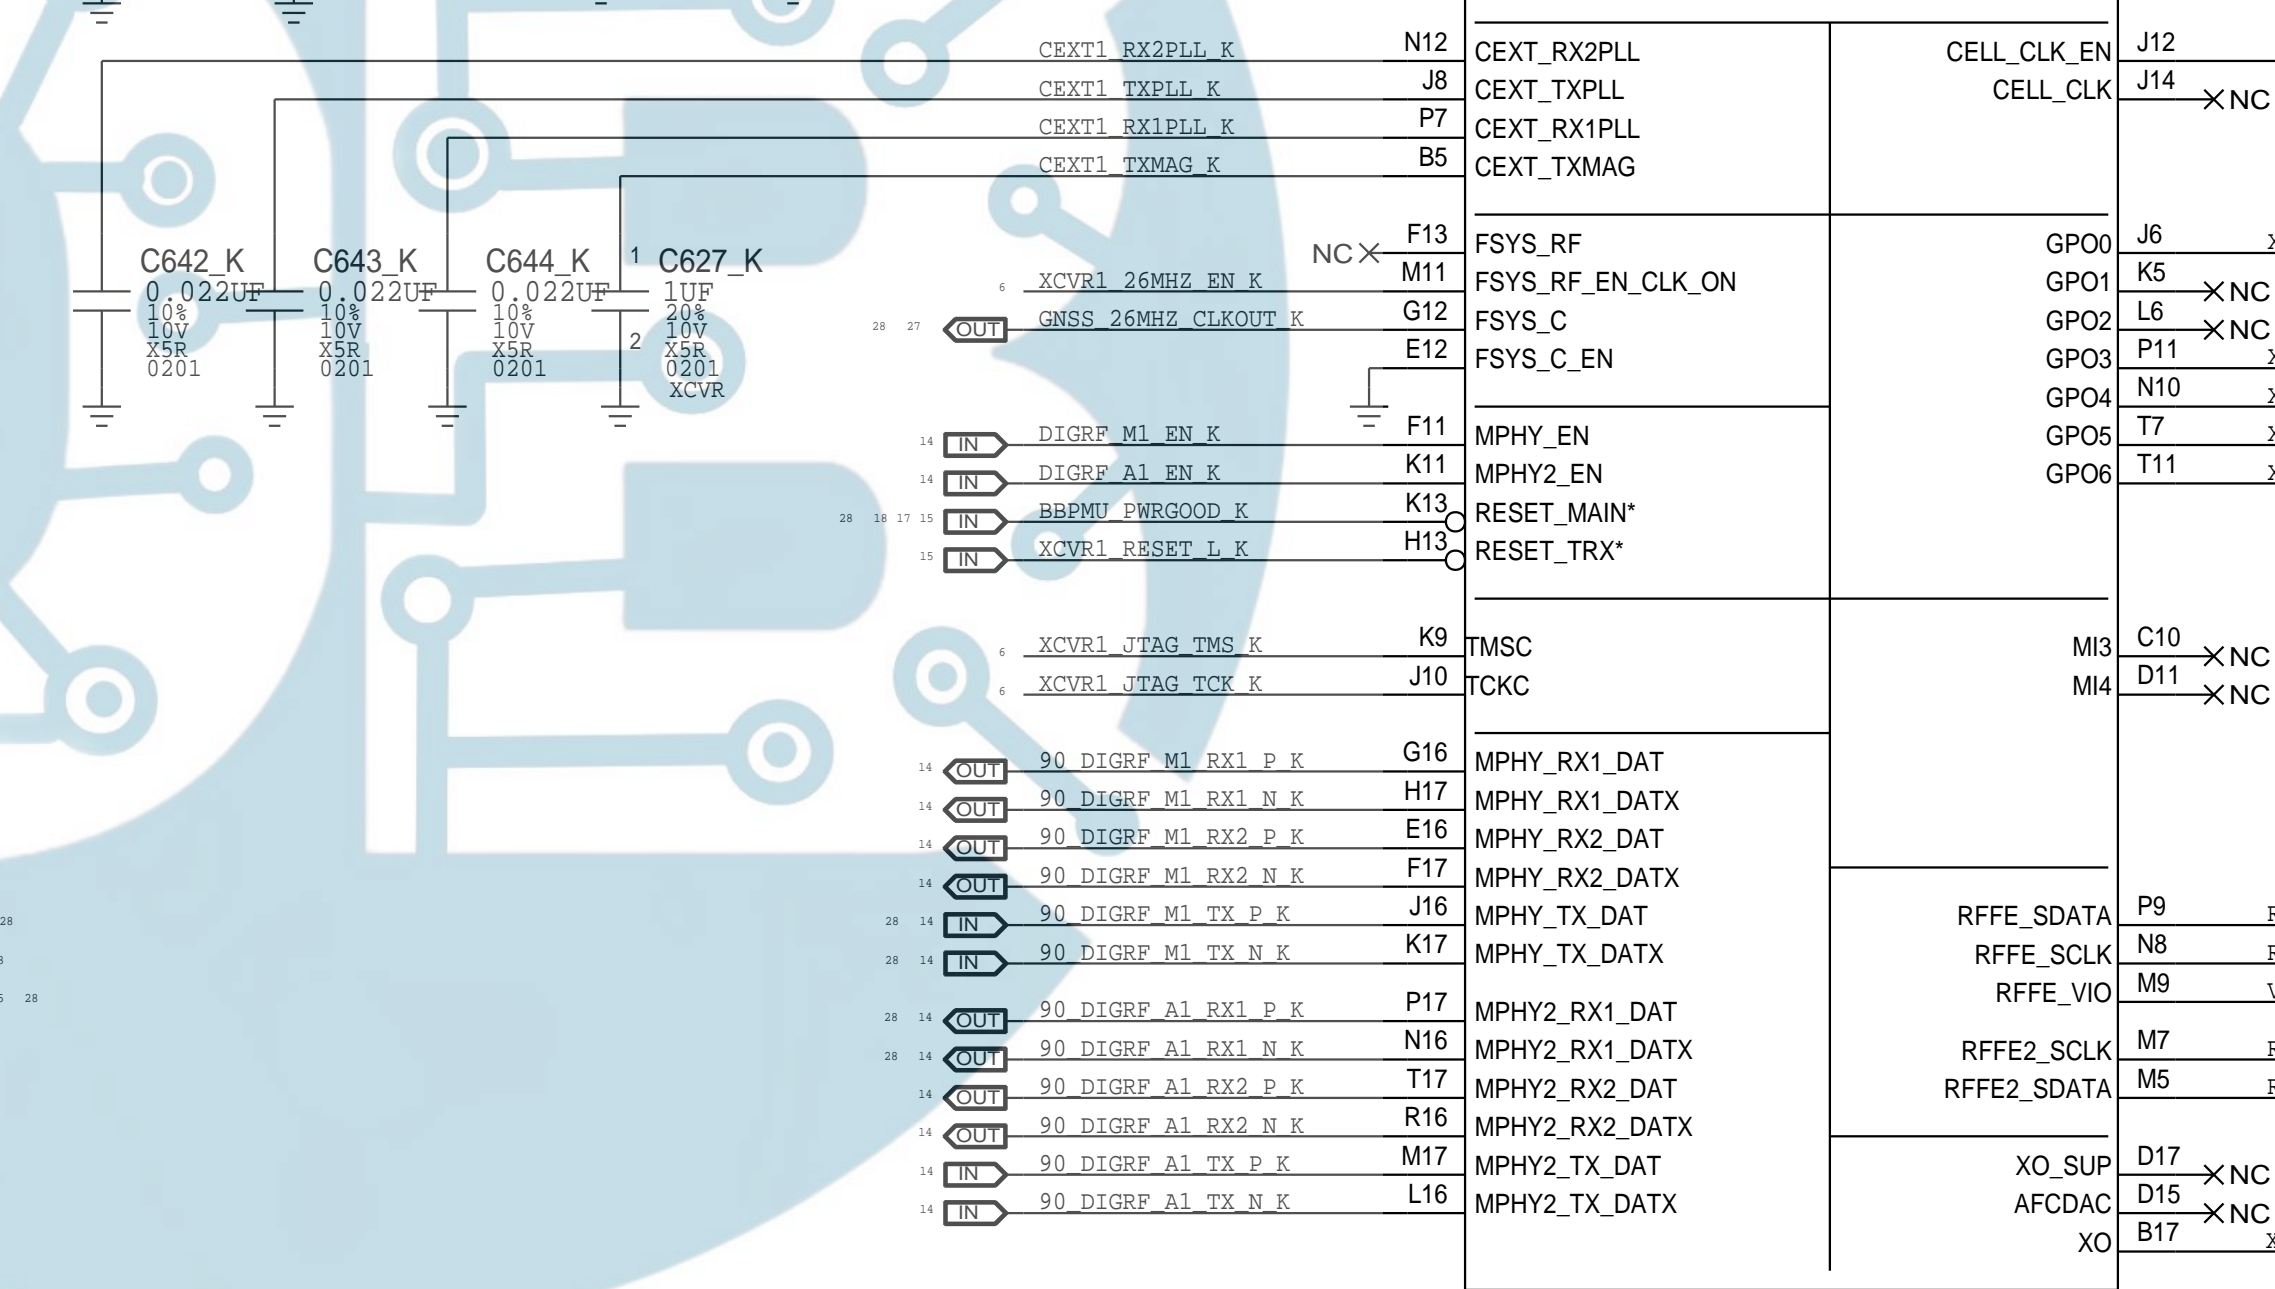 CEXT1_RX2PLL_K N12 CEXT_RX2PLL CELL_CLK_EN J12
CEXT1_TXPLL_K J8 CEXT_TXPLL CELL_CLK J14 NC
CEXT1_RX1PLL_K P7 CEXT_RX1PLL
CEXT1_TXMAG_K B5 CEXT_TXMAG
C642_K
0.022UF
10%
10V
X5R
0201
C643_K
0.022UF
10%
10V
X5R
0201
C644_K
0.022UF
10%
10V
X5R
0201
1 C627_K
1UF
20%
10V
2 X5R
0201
XCVR
NC F13 FSYS_RF GPO0 J6
6 XCVR1_26MHZ_EN_K M11 FSYS_RF_EN_CLK_ON GPO1 K5 NC
28 27 OUT GNSS_26MHZ_CLKOUT_K G12 FSYS_C GPO2 L6 NC
E12 FSYS_C_EN GPO3 P11
GPO4 N10
14 IN DIGRF_M1_EN_K F11 MPHY_EN GPO5 T7
14 IN DIGRF_A1_EN_K K11 MPHY2_EN GPO6 T11
28 18 17 15 IN BBPMU_PWRGOOD_K K13 RESET_MAIN*
15 IN XCVR1_RESET_L_K H13 RESET_TRX*
6 XCVR1_JTAG_TMS_K K9 TMSC MI3 C10 NC
6 XCVR1_JTAG_TCK_K J10 TCKC MI4 D11 NC
14 OUT 90_DIGRF_M1_RX1_P_K G16 MPHY_RX1_DAT
14 OUT 90_DIGRF_M1_RX1_N_K H17 MPHY_RX1_DATX
14 OUT 90_DIGRF_M1_RX2_P_K E16 MPHY_RX2_DAT
14 OUT 90_DIGRF_M1_RX2_N_K F17 MPHY_RX2_DATX
28 28 14 IN 90_DIGRF_M1_TX_P_K J16 MPHY_TX_DAT RFFE_SDATA P9
28 14 IN 90_DIGRF_M1_TX_N_K K17 MPHY_TX_DATX RFFE_SCLK N8
28 RFFE_VIO M9
28 14 OUT 90_DIGRF_A1_RX1_P_K P17 MPHY2_RX1_DAT
28 14 OUT 90_DIGRF_A1_RX1_N_K N16 MPHY2_RX1_DATX RFFE2_SCLK M7
14 OUT 90_DIGRF_A1_RX2_P_K T17 MPHY2_RX2_DAT RFFE2_SDATA M5
14 OUT 90_DIGRF_A1_RX2_N_K R16 MPHY2_RX2_DATX
14 IN 90_DIGRF_A1_TX_P_K M17 MPHY2_TX_DAT XO_SUP D17 NC
14 IN 90_DIGRF_A1_TX_N_K L16 MPHY2_TX_DATX AFCDAC D15 NC
XO B17